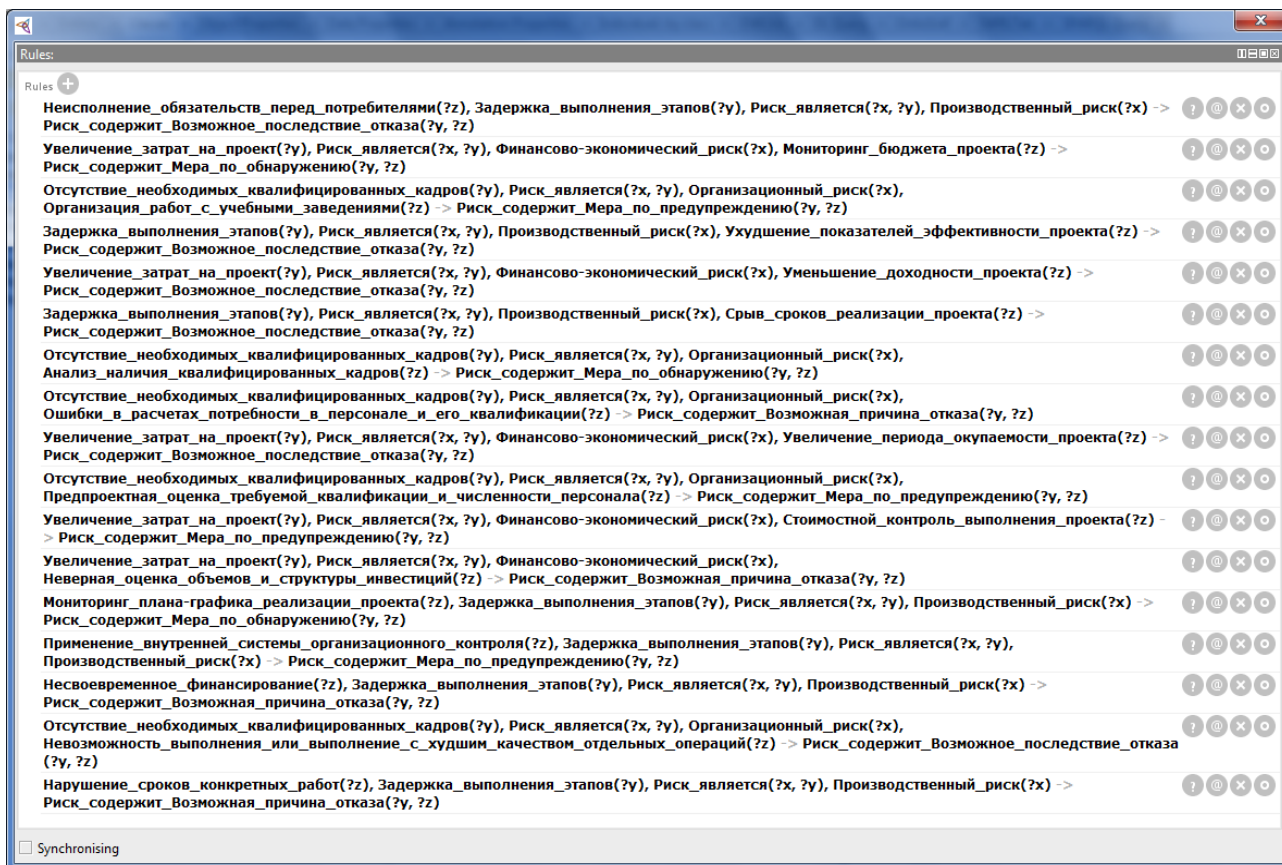 Rules:
Rules
Неисполнение_обязательств_перед_потребителями(?z), Задержка_выполнения_этапов(?y), Риск_является(?x, ?y), Производственный_риск(?x) ->
Риск_содержит_Возможное_последствие_отказа(?y, ?z)
Увеличение_затрат_на_проект(?y), Риск_является(?x, ?y), Финансово-экономический_риск(?x), Мониторинг_бюджета_проекта(?z) ->
Риск_содержит_Мера_по_обнаружению(?y, ?z)
Отсутствие_необходимых_квалифицированных_кадров(?y), Риск_является(?x, ?y), Организационный_риск(?x),
Организация_работ_с_учебными_заведениями(?z) -> Риск_содержит_Мера_по_предупреждению(?y, ?z)
Задержка_выполнения_этапов(?y), Риск_является(?x, ?y), Производственный_риск(?x), Ухудшение_показателей_эффективности_проекта(?z) ->
Риск_содержит_Возможное_последствие_отказа(?y, ?z)
Увеличение_затрат_на_проект(?y), Риск_является(?x, ?y), Финансово-экономический_риск(?x), Уменьшение_доходности_проекта(?z) ->
Риск_содержит_Возможное_последствие_отказа(?y, ?z)
Задержка_выполнения_этапов(?y), Риск_является(?x, ?y), Производственный_риск(?x), Срыв_сроков_реализации_проекта(?z) ->
Риск_содержит_Возможное_последствие_отказа(?y, ?z)
Отсутствие_необходимых_квалифицированных_кадров(?y), Риск_является(?x, ?y), Организационный_риск(?x),
Анализ_наличия_квалифицированных_кадров(?z) -> Риск_содержит_Мера_по_обнаружению(?y, ?z)
Отсутствие_необходимых_квалифицированных_кадров(?y), Риск_является(?x, ?y), Организационный_риск(?x),
Ошибки_в_расчетах_потребности_в_персонале_и_его_квалификации(?z) -> Риск_содержит_Возможная_причина_отказа(?y, ?z)
Увеличение_затрат_на_проект(?y), Риск_является(?x, ?y), Финансово-экономический_риск(?x), Увеличение_периода_окупаемости_проекта(?z) ->
Риск_содержит_Возможное_последствие_отказа(?y, ?z)
Отсутствие_необходимых_квалифицированных_кадров(?y), Риск_является(?x, ?y), Организационный_риск(?x),
Предпроектная_оценка_требуемой_квалификации_и_численности_персонала(?z) -> Риск_содержит_Мера_по_предупреждению(?y, ?z)
Увеличение_затрат_на_проект(?y), Риск_является(?x, ?y), Финансово-экономический_риск(?x), Стоимостной_контроль_выполнения_проекта(?z) -
> Риск_содержит_Мера_по_предупреждению(?y, ?z)
Увеличение_затрат_на_проект(?y), Риск_является(?x, ?y), Финансово-экономический_риск(?x),
Неверная_оценка_объемов_и_структуры_инвестиций(?z) -> Риск_содержит_Возможная_причина_отказа(?y, ?z)
Мониторинг_плана-графика_реализации_проекта(?z), Задержка_выполнения_этапов(?y), Риск_является(?x, ?y), Производственный_риск(?x) ->
Риск_содержит_Мера_по_обнаружению(?y, ?z)
Применение_внутренней_системы_организационного_контроля(?z), Задержка_выполнения_этапов(?y), Риск_является(?x, ?y),
Производственный_риск(?x) -> Риск_содержит_Мера_по_предупреждению(?y, ?z)
Несвоевременное_финансирование(?z), Задержка_выполнения_этапов(?y), Риск_является(?x, ?y), Производственный_риск(?x) ->
Риск_содержит_Возможная_причина_отказа(?y, ?z)
Отсутствие_необходимых_квалифицированных_кадров(?y), Риск_является(?x, ?y), Организационный_риск(?x),
Невозможность_выполнения_или_выполнение_с_худшим_качеством_отдельных_операций(?z) -> Риск_содержит_Возможное_последствие_отказа
(?y, ?z)
Нарушение_сроков_конкретных_работ(?z), Задержка_выполнения_этапов(?y), Риск_является(?x, ?y), Производственный_риск(?x) ->
Риск_содержит_Возможная_причина_отказа(?y, ?z)
Synchronising